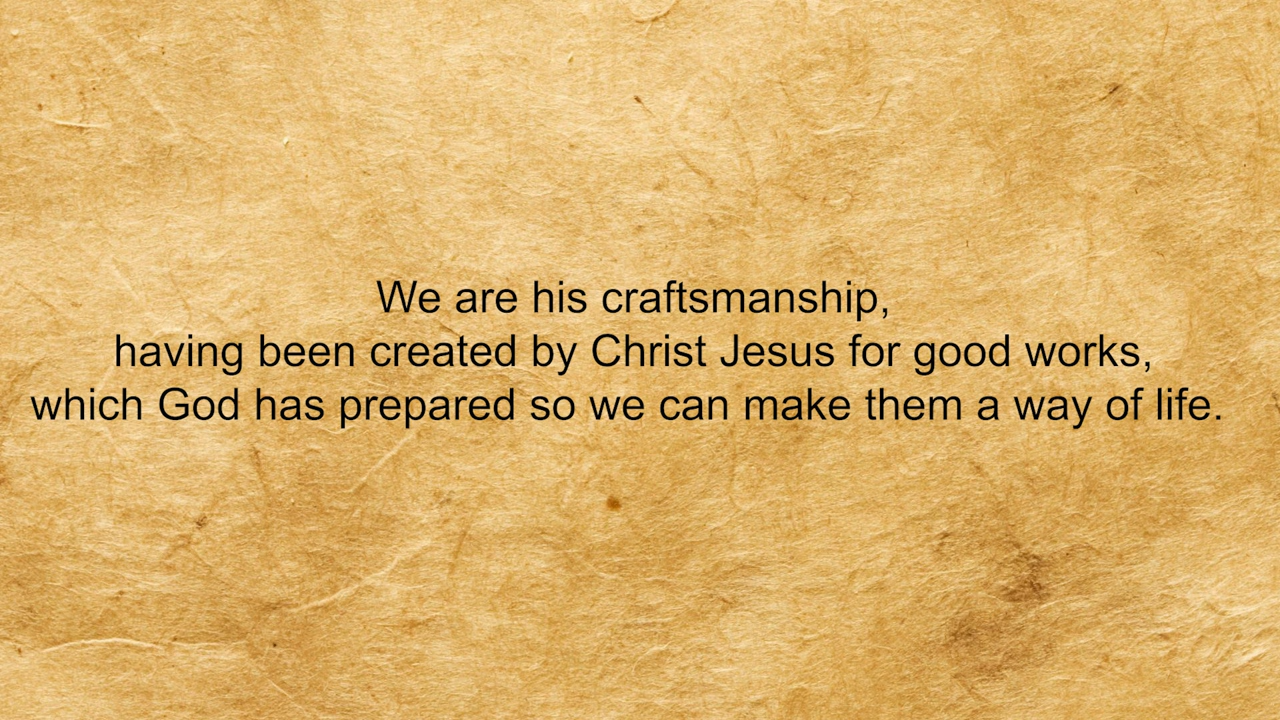 We are his craftsmanship,
having been created by Christ Jesus for good works,
which God has prepared so we can make them a way of life.